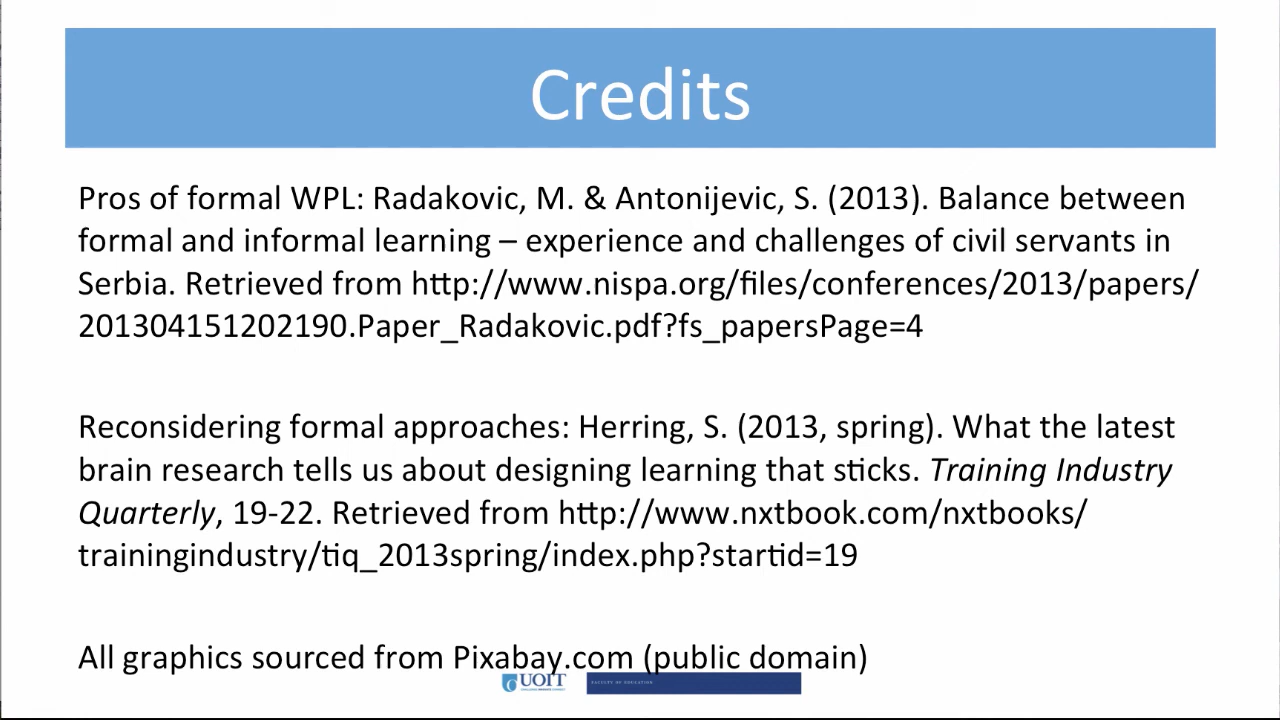 Credits
Pros of formal WPL: Radakovic, M. & Antonijevic, S. (2013). Balance between
formal and informal learning – experience and challenges of civil servants in
Serbia. Retrieved from http://www.nispa.org/files/conferences/2013/papers/
201304151202190.Paper_Radakovic.pdf?fs_papersPage=4
Reconsidering formal approaches: Herring, S. (2013, spring). What the latest
brain research tells us about designing learning that sticks. Training Industry
Quarterly, 19-22. Retrieved from http://www.nxtbook.com/nxtbooks/
trainingindustry/tiq_2013spring/index.php?startid=19
All graphics sourced from Pixabay.com (public domain)
UOIT
FACULTY OF EDUCATION